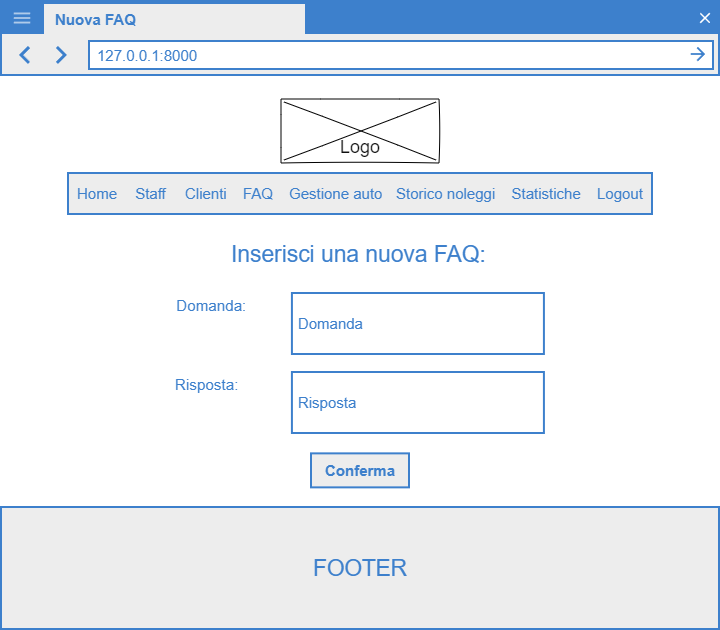 Nuova FAQ
127.0.0.1:8000
Logo
Home Staff Clienti FAQ Gestione auto Storico noleggi Statistiche Logout
Inserisci una nuova FAQ:
Domanda: Domanda
Risposta: Risposta
Conferma
FOOTER